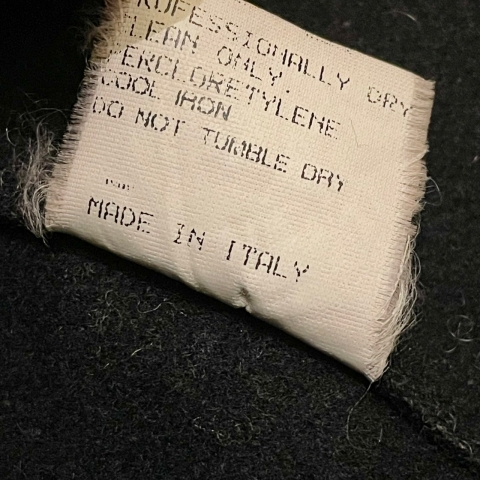 ROFESSIONALLY DRY
LEAN ONLY.
PERCLORETYLENE
COOL IRON
DO NOT TUMBLE DRY
MADE IN ITALY